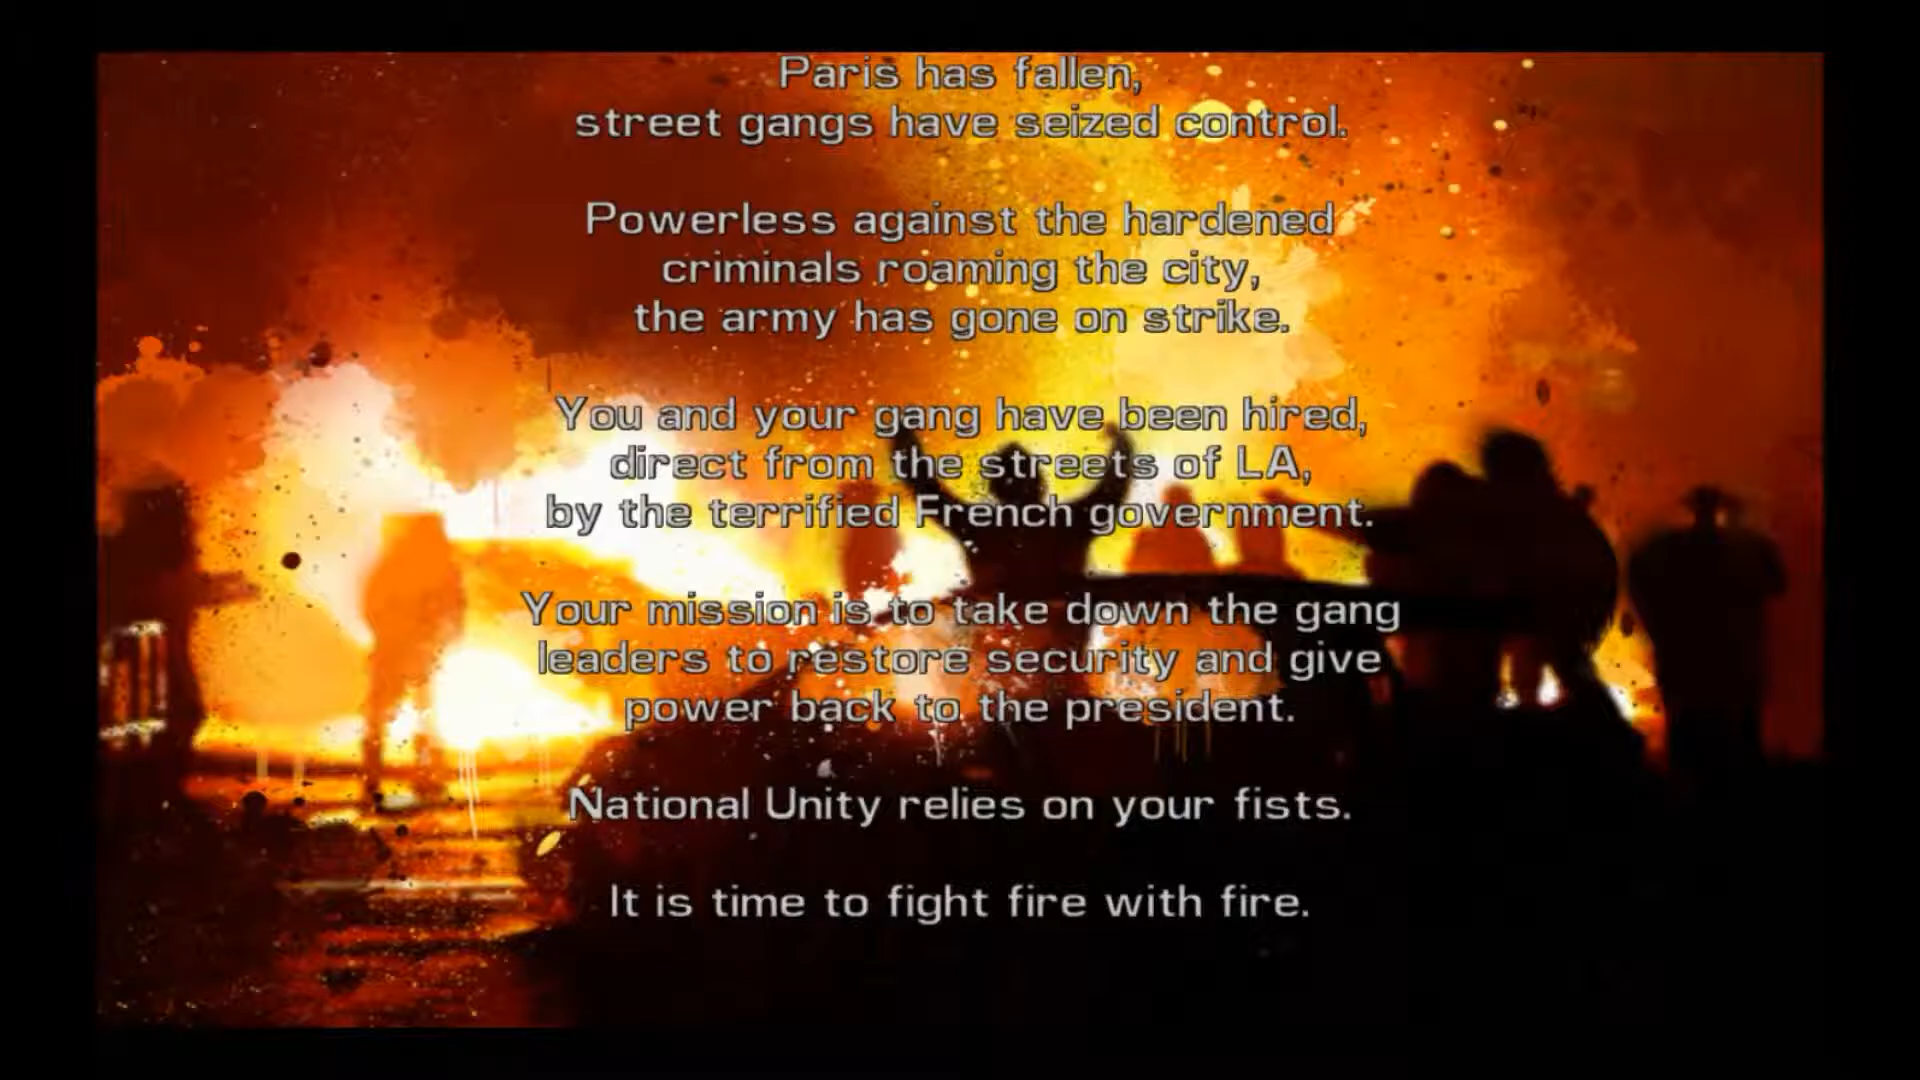 Paris has fallen,
street gangs have seized control.
Powerless against the hardened
criminals roaming the city,
the army has gone on strike.
You and your gang have been hired,
direct from the streets of LA,
by the terrified French government.
Your mission is to take down the gang
leaders to restore security and give
power back to the president.
National Unity relies on your fists.
It is time to fight fire with fire.